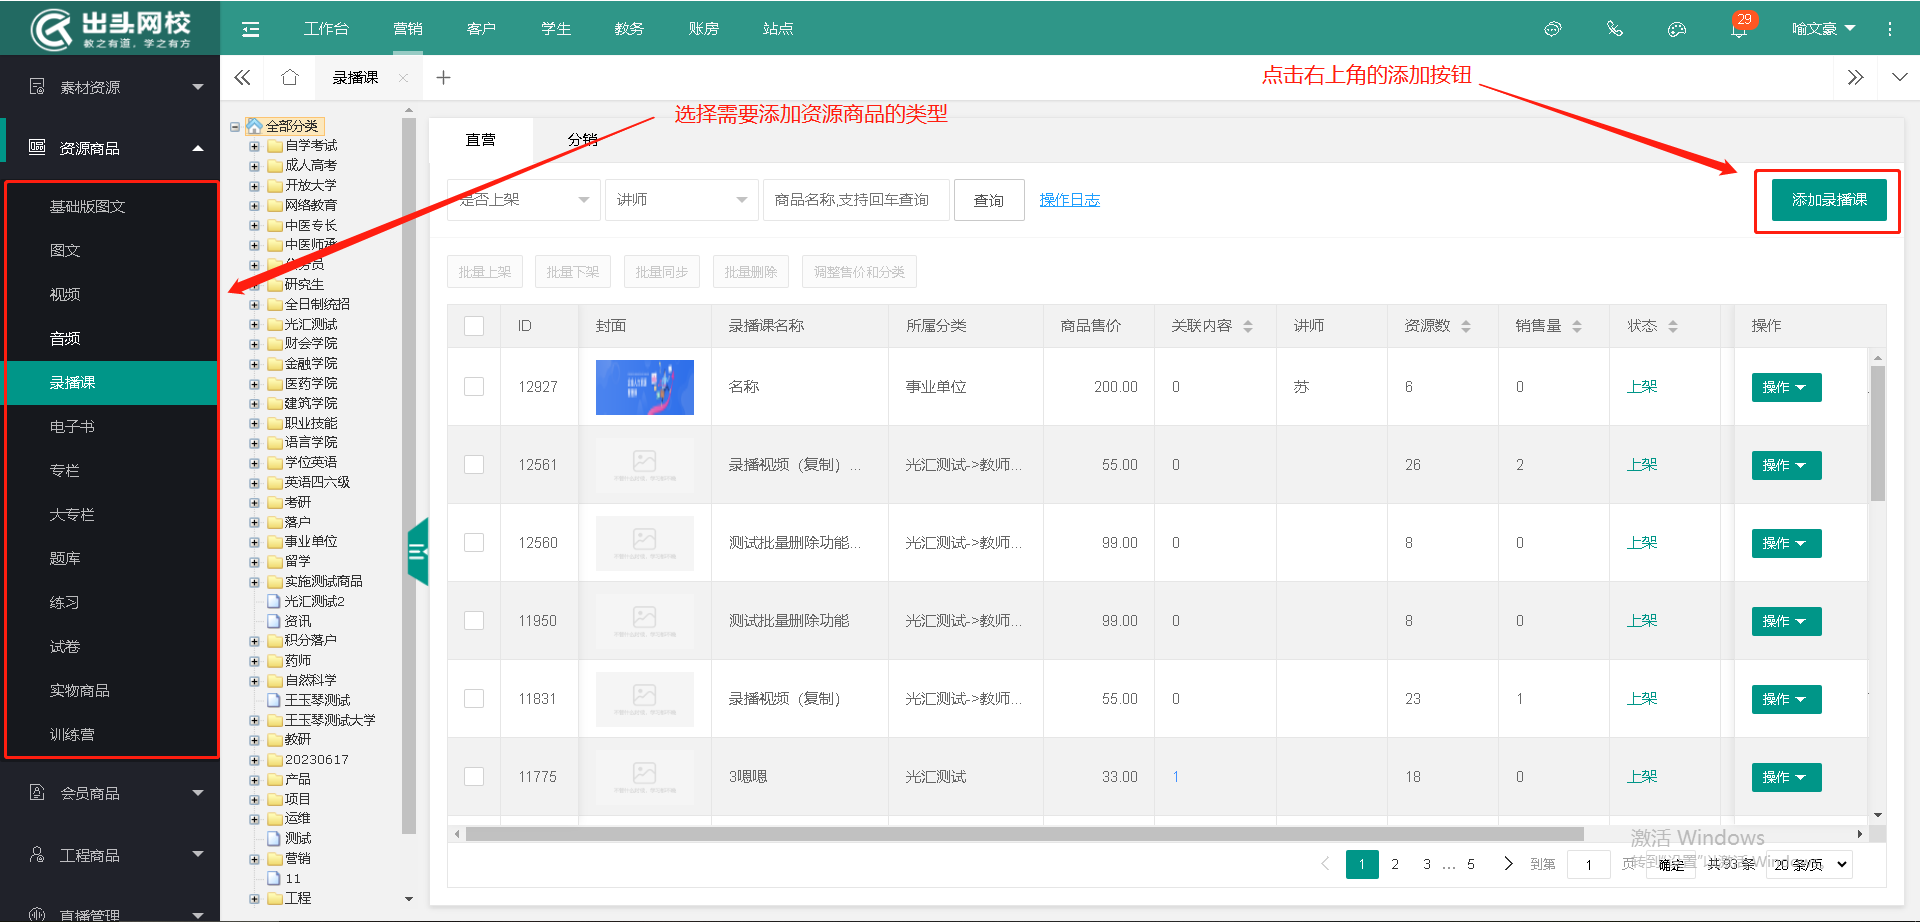 出头网校
教之有道，学之有方
工作台 营销 客户 学生 教务 账房 站点
29
喻文豪
录播课
点击右上角的添加按钮
选择需要添加资源商品的类型
素材资源
资源商品
基础版图文
图文
视频
音频
录播课
电子书
专栏
大专栏
题库
练习
试卷
实物商品
训练营
会员商品
工程商品
直播管理
全部分类
自学考试
成人高考
开放大学
网络教育
中医专长
中医师承
公务员
研究生
全日制统招
光汇测试
财会学院
金融学院
医药学院
建筑学院
职业技能
语言学院
学位英语
英语四六级
考研
落户
事业单位
留学
实施测试商品
光汇测试2
资讯
积分落户
药师
自然科学
王玉琴测试
王玉琴测试大学
教研
20230617
产品
项目
运维
测试
营销
11
工程
直营 分销
是否上架 讲师 商品名称,支持回车查询 查询 操作日志 添加录播课
批量上架 批量下架 批量同步 批量删除 调整售价和分类
ID 封面 录播课名称 所属分类 商品售价 关联内容 讲师 资源数 销售量 状态 操作
12927 名称 事业单位 200.00 0 苏 6 0 上架 操作
12561 录播视频（复制）... 光汇测试->教师... 55.00 0 26 2 上架 操作
12560 测试批量删除功能... 光汇测试->教师... 99.00 0 8 0 上架 操作
11950 测试批量删除功能 光汇测试->教师... 99.00 0 8 0 上架 操作
11831 录播视频（复制） 光汇测试->教师... 55.00 0 23 1 上架 操作
11775 3嗯嗯 光汇测试 33.00 1 18 0 上架 操作
激活 Windows
1 2 3 ... 5 到第 1 页 确定 共 93 条 20 条/页